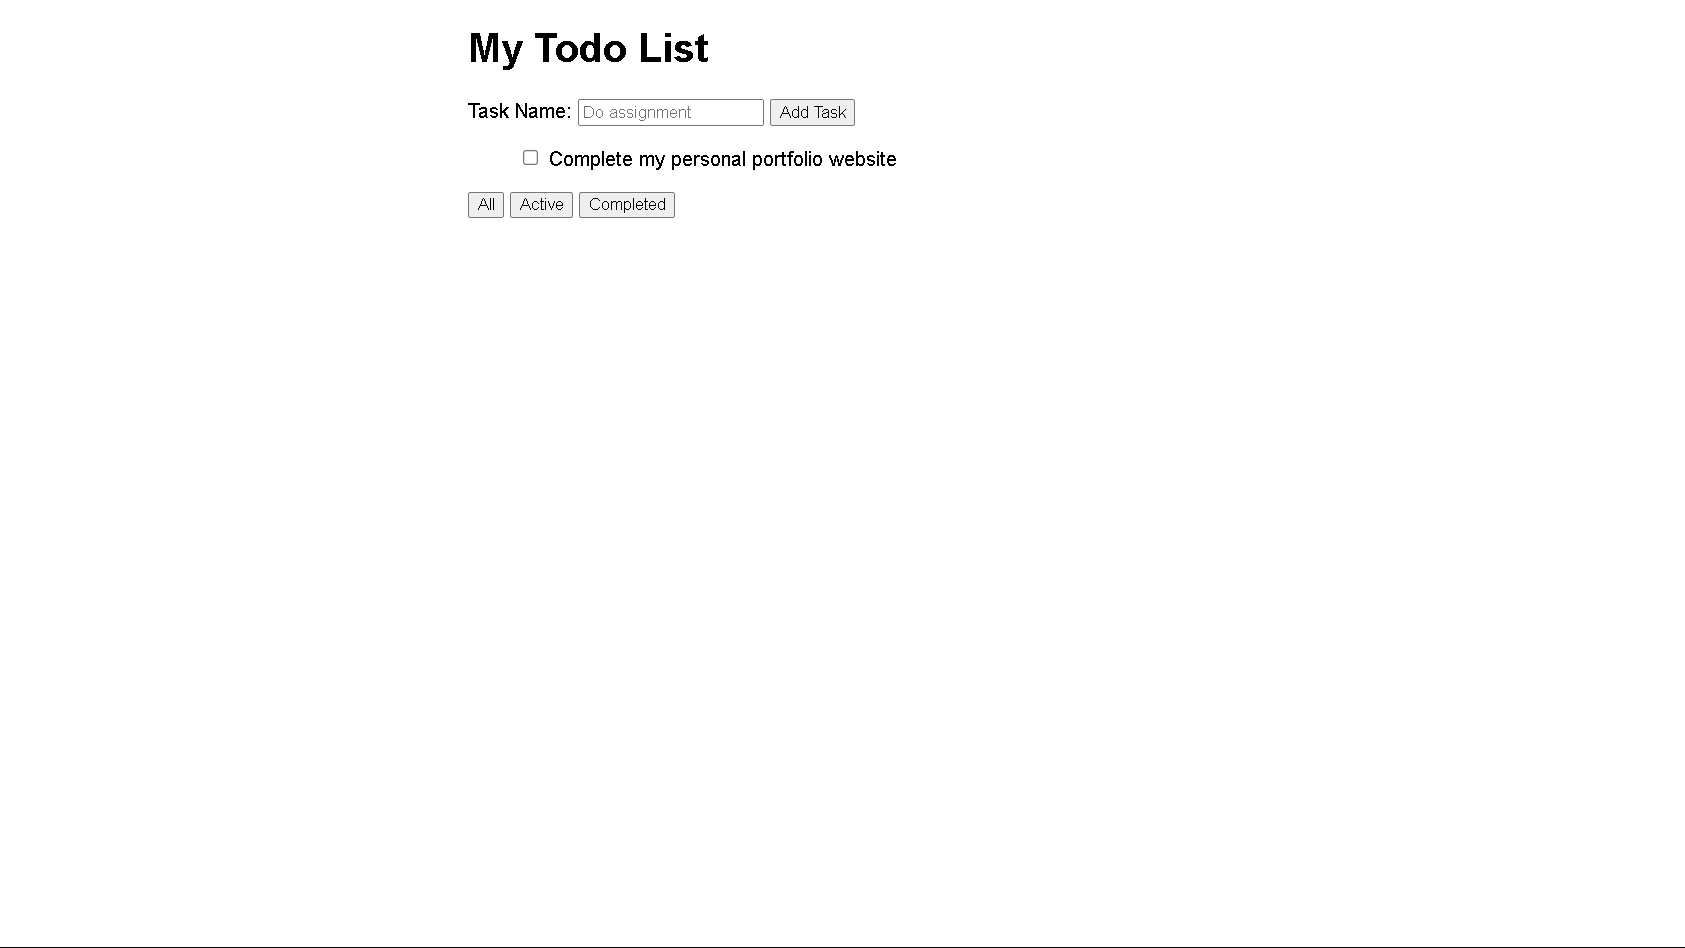 My Todo List
Task Name: Do assignment Add Task
Complete my personal portfolio website
All Active Completed